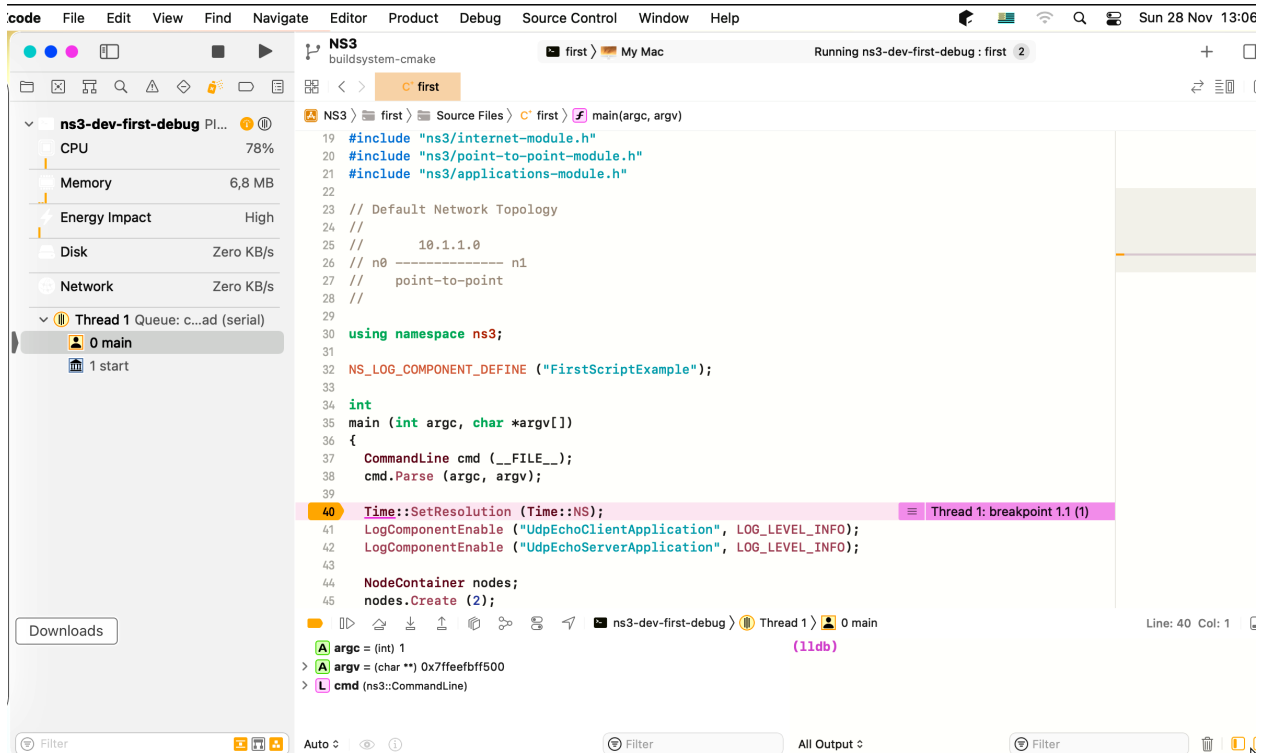 code File Edit View Find Navigate Editor Product Debug Source Control Window Help Sun 28 Nov 13:06
NS3
buildsystem-cmake
first 〉 My Mac
Running ns3-dev-first-debug : first 2
C+ first
ns3-dev-first-debug PI...
CPU 78%
Memory 6,8 MB
Energy Impact High
Disk Zero KB/s
Network Zero KB/s
Thread 1 Queue: c...ad (serial)
0 main
1 start
Downloads
Filter
NS3 〉 first 〉 Source Files 〉 C+ first 〉 f main(argc, argv)
19 #include "ns3/internet-module.h"
20 #include "ns3/point-to-point-module.h"
21 #include "ns3/applications-module.h"
22
23 // Default Network Topology
24 //
25 // 10.1.1.0
26 // n0 -------------- n1
27 // point-to-point
28 //
29
30 using namespace ns3;
31
32 NS_LOG_COMPONENT_DEFINE ("FirstScriptExample");
33
34 int
35 main (int argc, char *argv[])
36 {
37 CommandLine cmd (__FILE__);
38 cmd.Parse (argc, argv);
39
40 Time::SetResolution (Time::NS); Thread 1: breakpoint 1.1 (1)
41 LogComponentEnable ("UdpEchoClientApplication", LOG_LEVEL_INFO);
42 LogComponentEnable ("UdpEchoServerApplication", LOG_LEVEL_INFO);
43
44 NodeContainer nodes;
45 nodes.Create (2);
ns3-dev-first-debug 〉 Thread 1 〉 0 main Line: 40 Col: 1
A argc = (int) 1
A argv = (char **) 0x7ffeefbff500
L cmd (ns3::CommandLine)
(lldb)
Auto Filter All Output Filter